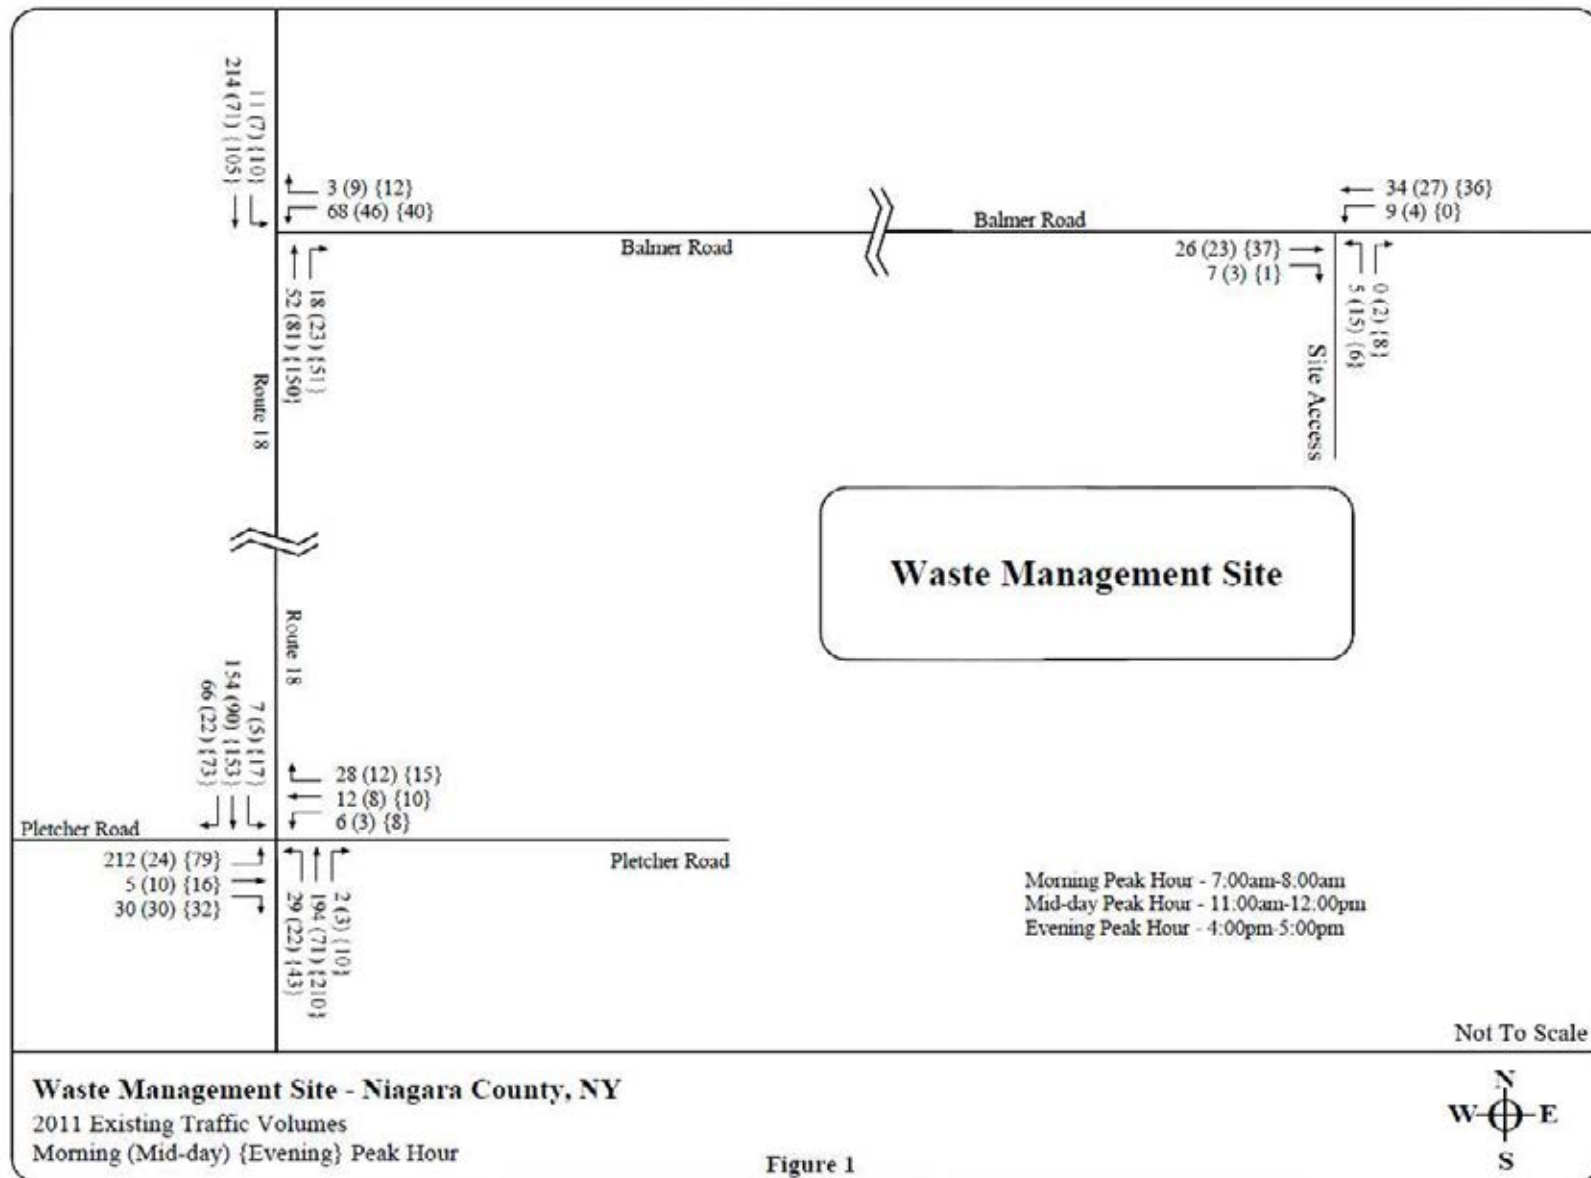 214 (71) {105}
11 (7) {10}
3 (9) {12}
68 (46) {40}
Balmer Road
Balmer Road
34 (27) {36}
9 (4) {0}
26 (23) {37}
7 (3) {1}
5 (15) {6}
0 (2) {8}
Site Access
52 (81) {150}
18 (23) {51}
Route 18
Waste Management Site
Route 18
66 (22) {73}
154 (90) {153}
7 (5) {17}
28 (12) {15}
12 (8) {10}
6 (3) {8}
Pletcher Road
Pletcher Road
212 (24) {79}
5 (10) {16}
30 (30) {32}
29 (22) {43}
194 (71) {210}
2 (3) {10}
Morning Peak Hour - 7:00am-8:00am
Mid-day Peak Hour - 11:00am-12:00pm
Evening Peak Hour - 4:00pm-5:00pm
Not To Scale
Waste Management Site - Niagara County, NY
2011 Existing Traffic Volumes
Morning (Mid-day) {Evening} Peak Hour
Figure 1
N
W E
S